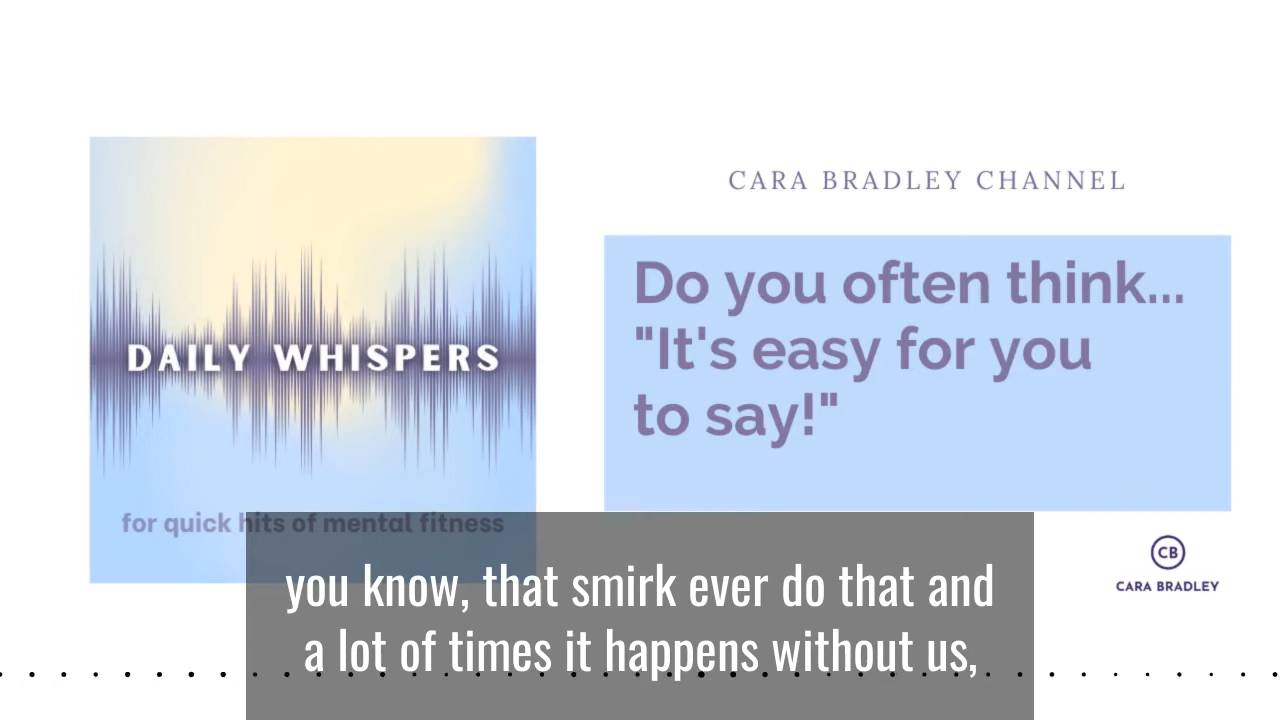 CARA BRADLEY CHANNEL
Do you often think...
"It's easy for you
to say!"
DAILY WHISPERS
for quick hits of mental fitness
CB
CARA BRADLEY
you know, that smirk ever do that and
a lot of times it happens without us,